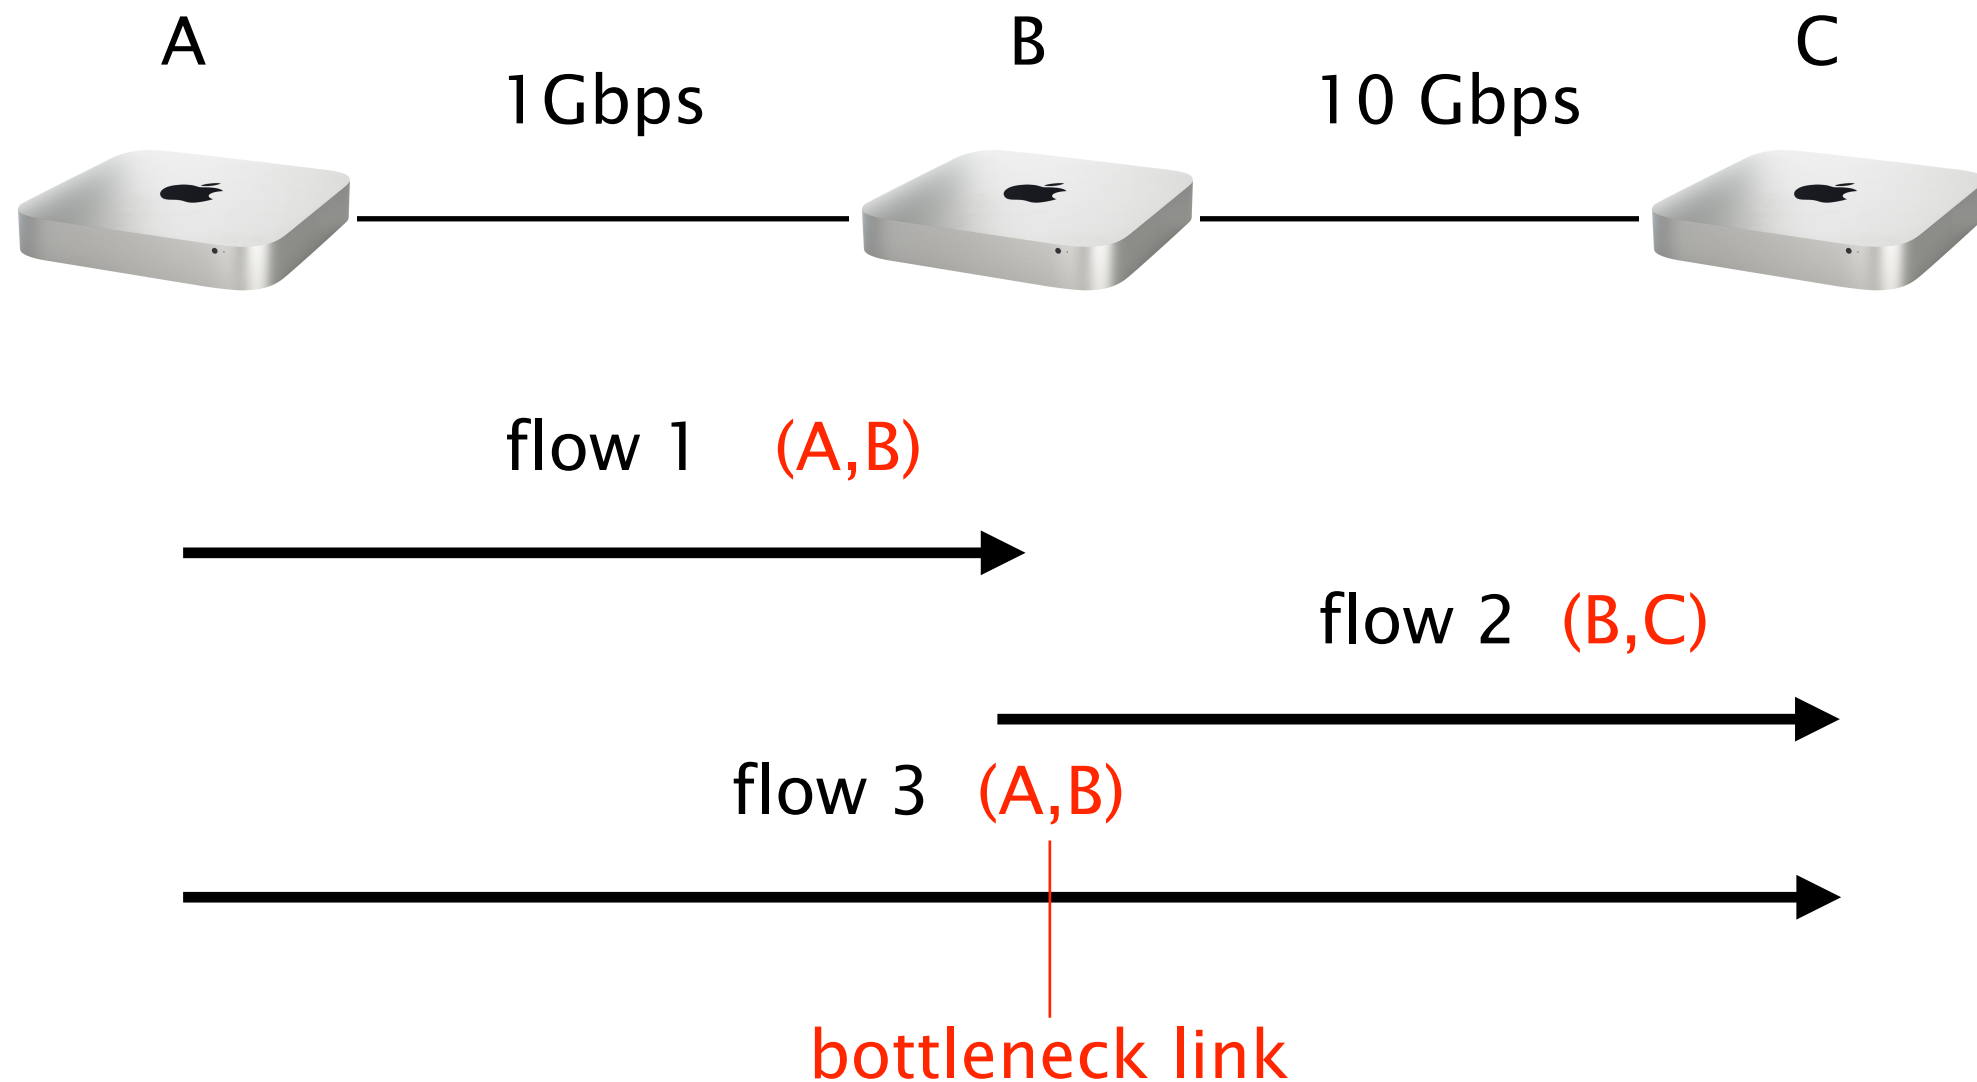 A B C
1Gbps 10 Gbps
flow 1 (A,B)
flow 2 (B,C)
flow 3 (A,B)
bottleneck link